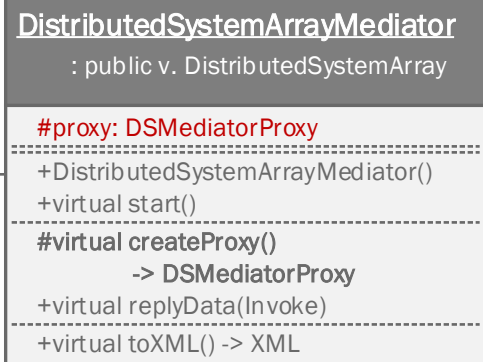 DistributedSystemArrayMediator
: public v. DistributedSystemArray
#proxy: DSMediatorProxy
+DistributedSystemArrayMediator()
+virtual start()
#virtual createProxy()
-> DSMediatorProxy
+virtual replyData(Invoke)
+virtual toXML() -> XML